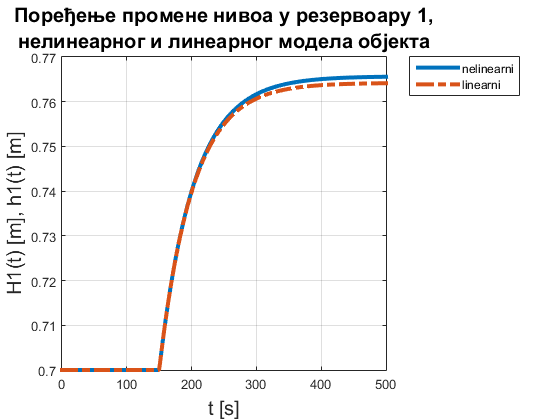 Поређење промене нивоа у резервоару 1,
нелинеарног и линеарног модела објекта
nelinearni
linearni
H1(t) [m], h1(t) [m]
0.77
0.76
0.75
0.74
0.73
0.72
0.71
0.7
0 100 200 300 400 500
t [s]